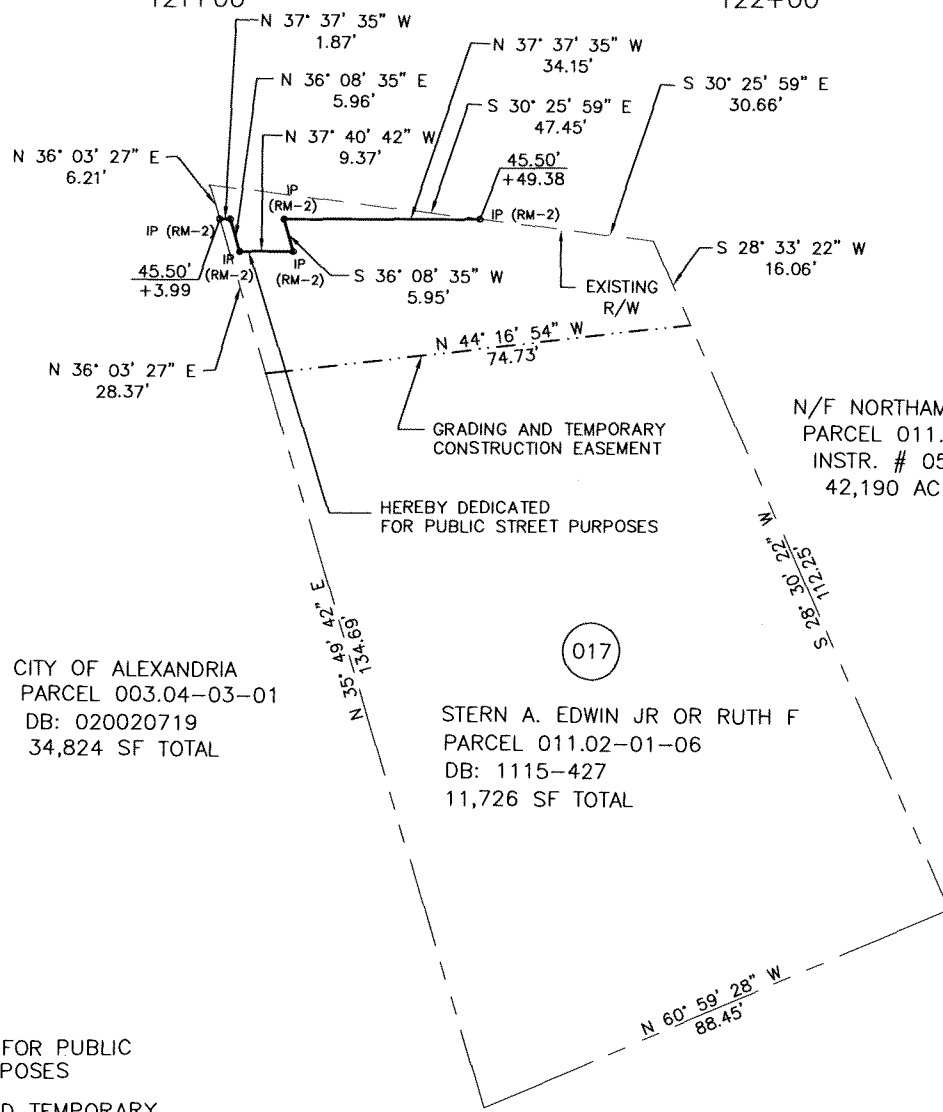 N 37° 37' 35" W
1.87'
N 37° 37' 35" W
34.15'
N 36° 08' 35" E
5.96'
S 30° 25' 59" E
47.45'
S 30° 25' 59" E
30.66'
N 37° 40' 42" W
9.37'
N 36° 03' 27" E
6.21'
45.50'
+49.38
IP
(RM-2)
IP (RM-2)
IP (RM-2)
IP
(RM-2)
IP
(RM-2)
45.50'
+3.99
S 36° 08' 35" W
5.95'
EXISTING
R/W
S 28° 33' 22" W
16.06'
N 44° 16' 54" W
74.73'
N 36° 03' 27" E
28.37'
GRADING AND TEMPORARY
CONSTRUCTION EASEMENT
N/F NORTHAM
PARCEL 011.
INSTR. # 05
42,190 AC
HEREBY DEDICATED
FOR PUBLIC STREET PURPOSES
S 28° 30' 22" W
112.25'
N 35° 49' 42" E
134.69'
CITY OF ALEXANDRIA
PARCEL 003.04-03-01
DB: 020020719
34,824 SF TOTAL
017
STERN A. EDWIN JR OR RUTH F
PARCEL 011.02-01-06
DB: 1115-427
11,726 SF TOTAL
N 60° 59' 28" W
88.45'
FOR PUBLIC
POSES
D TEMPORARY